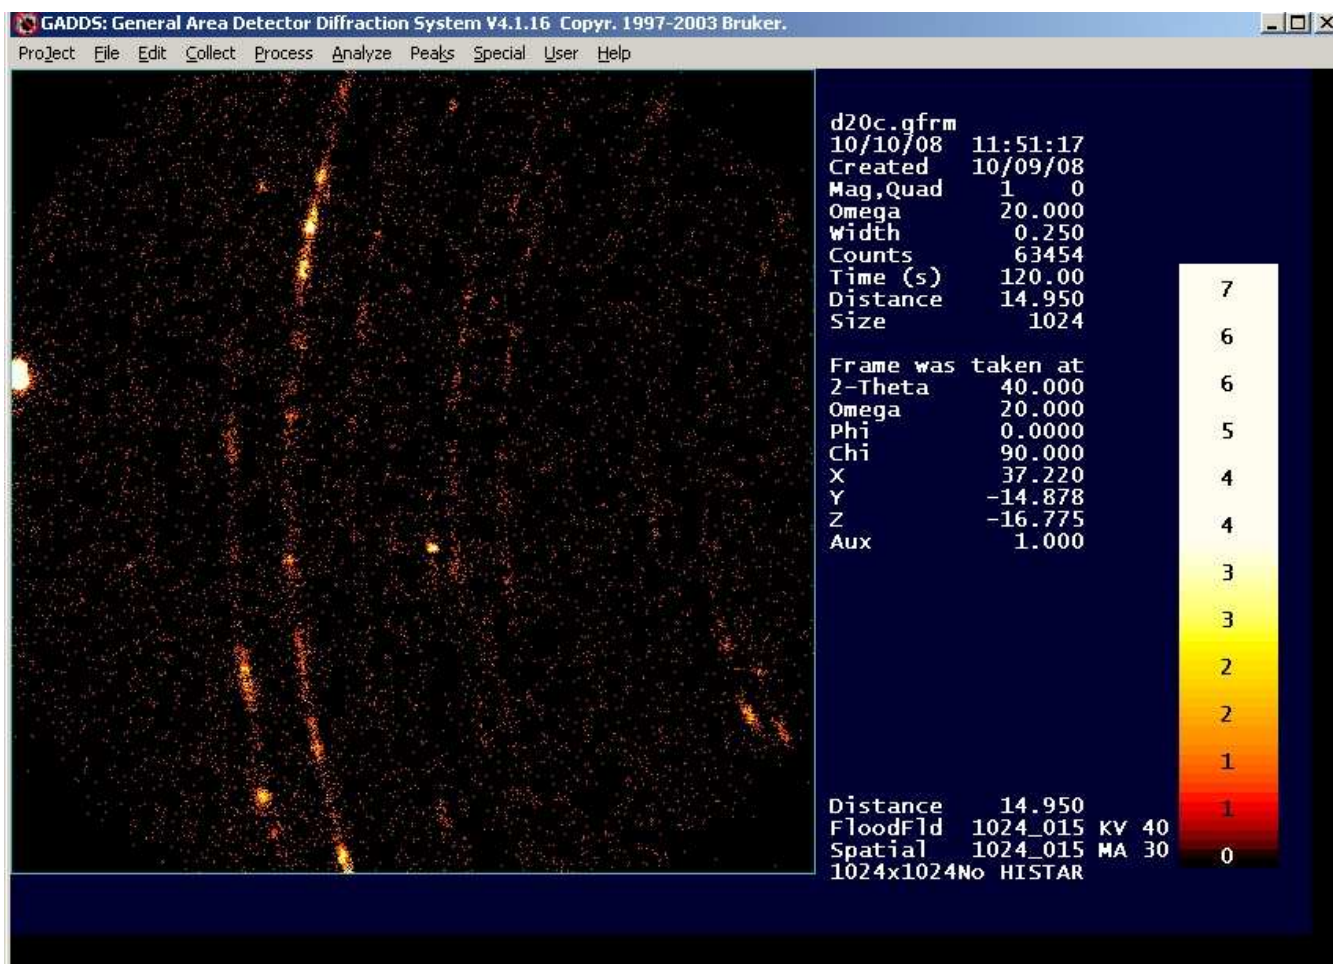 GADDS: General Area Detector Diffraction System V4.1.16 Copyr. 1997-2003 Bruker.
Project File Edit Collect Process Analyze Peaks Special User Help
d20c.gfrm
10/10/08 11:51:17
Created 10/09/08
Mag,Quad 1 0
Omega 20.000
Width 0.250
Counts 63454
Time (s) 120.00
Distance 14.950
Size 1024
Frame was taken at
2-Theta 40.000
Omega 20.000
Phi 0.0000
Chi 90.000
X 37.220
Y -14.878
Z -16.775
Aux 1.000
Distance 14.950
FloodFld 1024_015 KV 40
Spatial 1024_015 MA 30
1024x1024No HISTAR
7
6
6
5
4
4
3
3
2
2
1
1
0